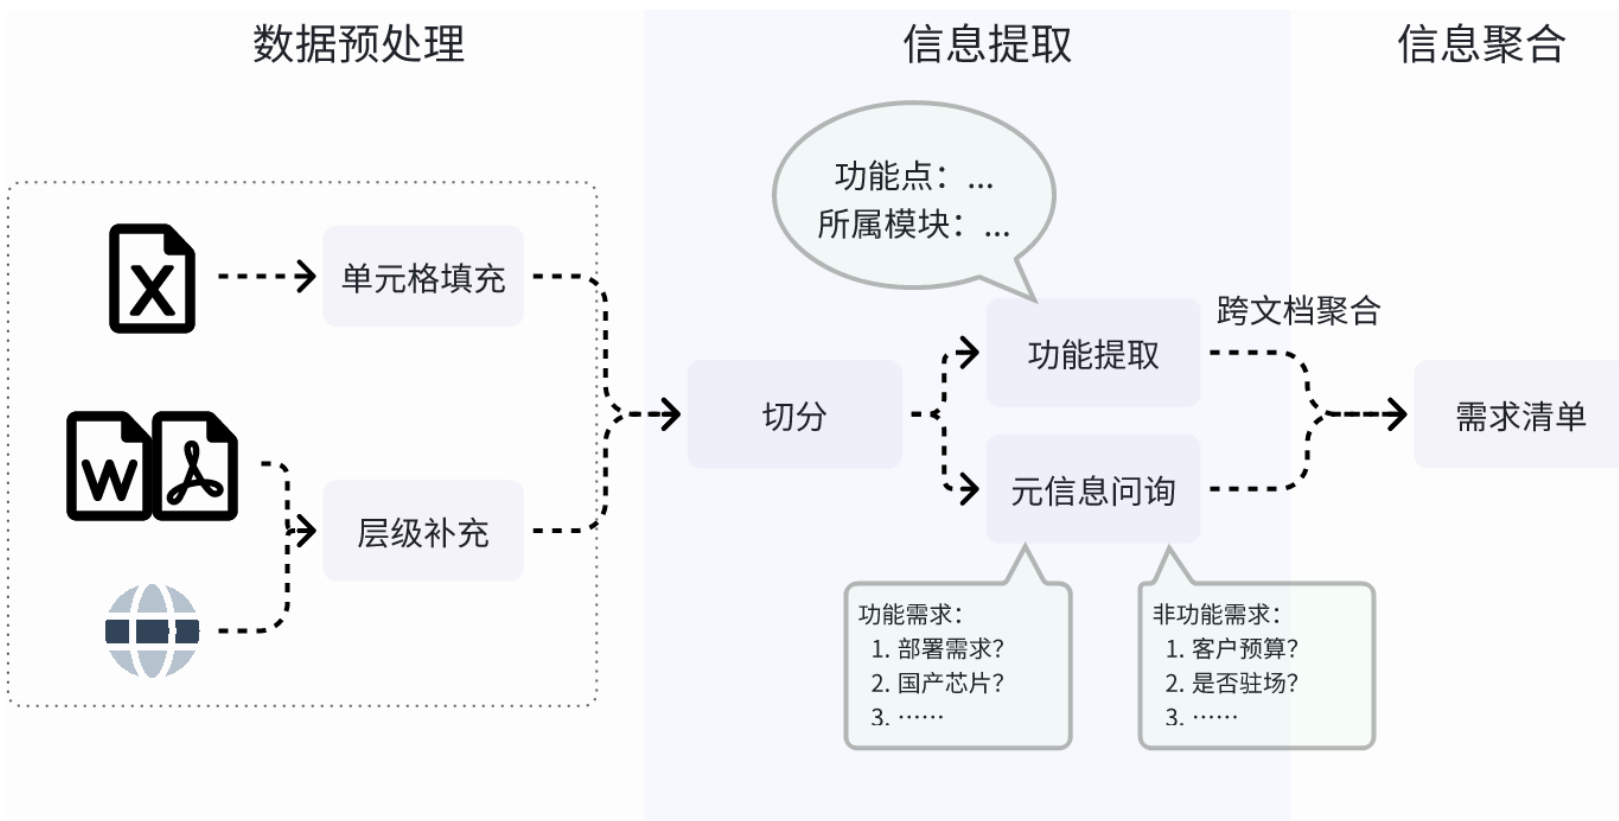 数据预处理
信息提取
信息聚合
功能点：...
所属模块：...
X
单元格填充
跨文档聚合
功能提取
切分
需求清单
W
元信息问询
层级补充
功能需求：
1. 部署需求？
2. 国产芯片？
3. ……
非功能需求：
1. 客户预算？
2. 是否驻场？
3. ……